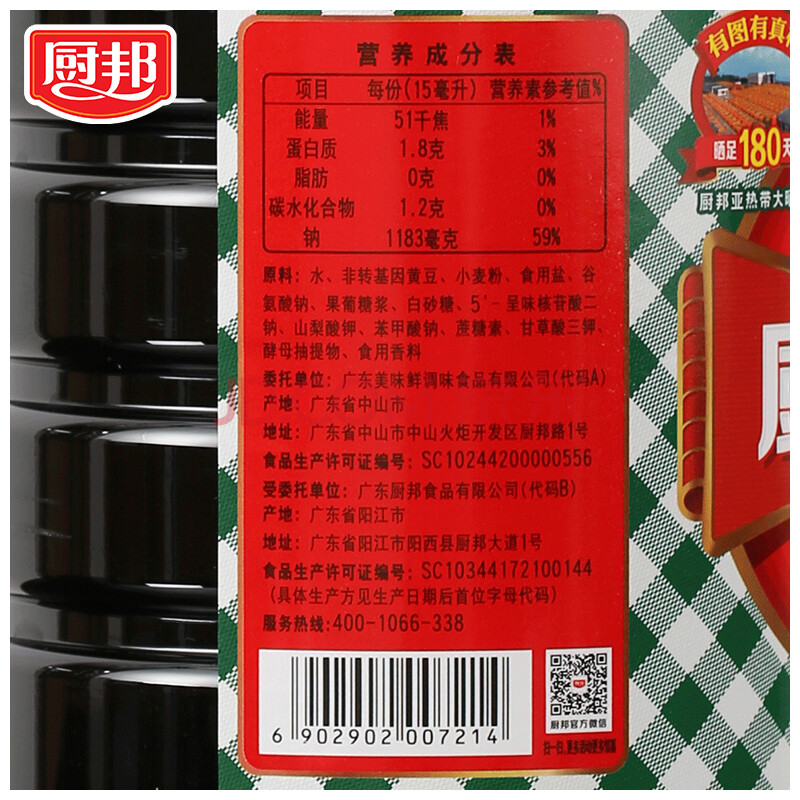 厨邦
营养成分表
项目 每份(15毫升) 营养素参考值%
能量 51千焦 1%
蛋白质 1.8克 3%
脂肪 0克 0%
碳水化合物 1.2克 0%
钠 1183毫克 59%
原料：水、非转基因黄豆、小麦粉、食用盐、谷
氨酸钠、果葡糖浆、白砂糖、5′-呈味核苷酸二
钠、山梨酸钾、苯甲酸钠、蔗糖素、甘草酸三钾、
酵母抽提物、食用香料
委托单位：广东美味鲜调味食品有限公司(代码A)
产地：广东省中山市
地址：广东省中山市中山火炬开发区厨邦路1号
食品生产许可证编号：SC10244200000556
受委托单位：广东厨邦食品有限公司(代码B)
产地：广东省阳江市
地址：广东省阳江市阳西县厨邦大道1号
食品生产许可证编号：SC10344172100144
(具体生产方见生产日期后首位字母代码)
服务热线:400-1066-338
6 902902 007214
厨邦官方微信
扫一扫,更多活动更多惊喜
有图有真
晒足180天
厨邦亚热带大晒